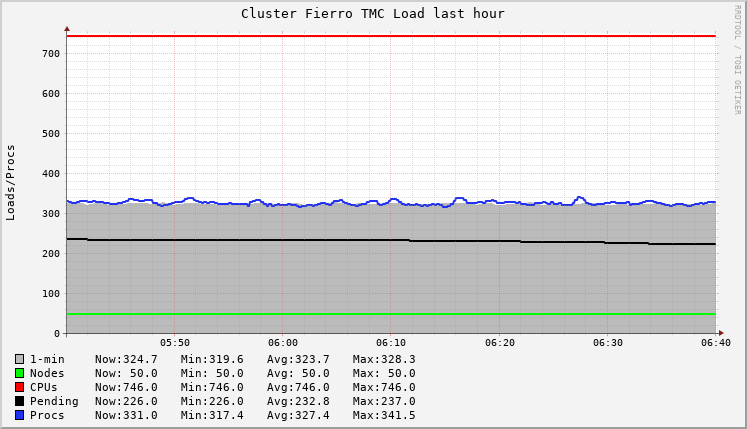 Cluster Fierro TMC Load last hour
RRDTOOL / TOBI OETIKER
Loads/Procs
700
600
500
400
300
200
100
0
05:50 06:00 06:10 06:20 06:30 06:40
1-min Now:324.7 Min:319.6 Avg:323.7 Max:328.3
Nodes Now: 50.0 Min: 50.0 Avg: 50.0 Max: 50.0
CPUs Now:746.0 Min:746.0 Avg:746.0 Max:746.0
Pending Now:226.0 Min:226.0 Avg:232.8 Max:237.0
Procs Now:331.0 Min:317.4 Avg:327.4 Max:341.5